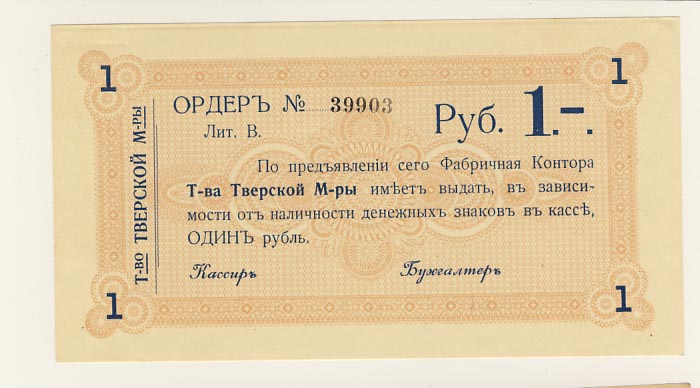 1
1
Т-во ТВЕРСКОЙ М-РЫ
ОРДЕРЪ № 39903
Руб. 1.-.
Лит. В.
По предъявленіи сего Фабричная Контора
Т-ва Тверской М-ры имѣетъ выдать, въ зависи-
мости отъ наличности денежныхъ знаковъ въ кассѣ,
ОДИНЪ рубль.
Кассиръ
Бухгалтеръ
1
1